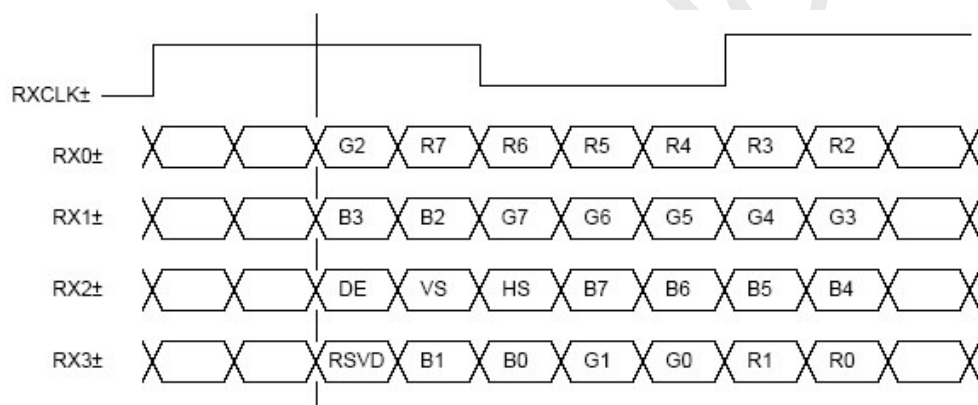 RXCLK±
RX0± G2 R7 R6 R5 R4 R3 R2
RX1± B3 B2 G7 G6 G5 G4 G3
RX2± DE VS HS B7 B6 B5 B4
RX3± RSVD B1 B0 G1 G0 R1 R0